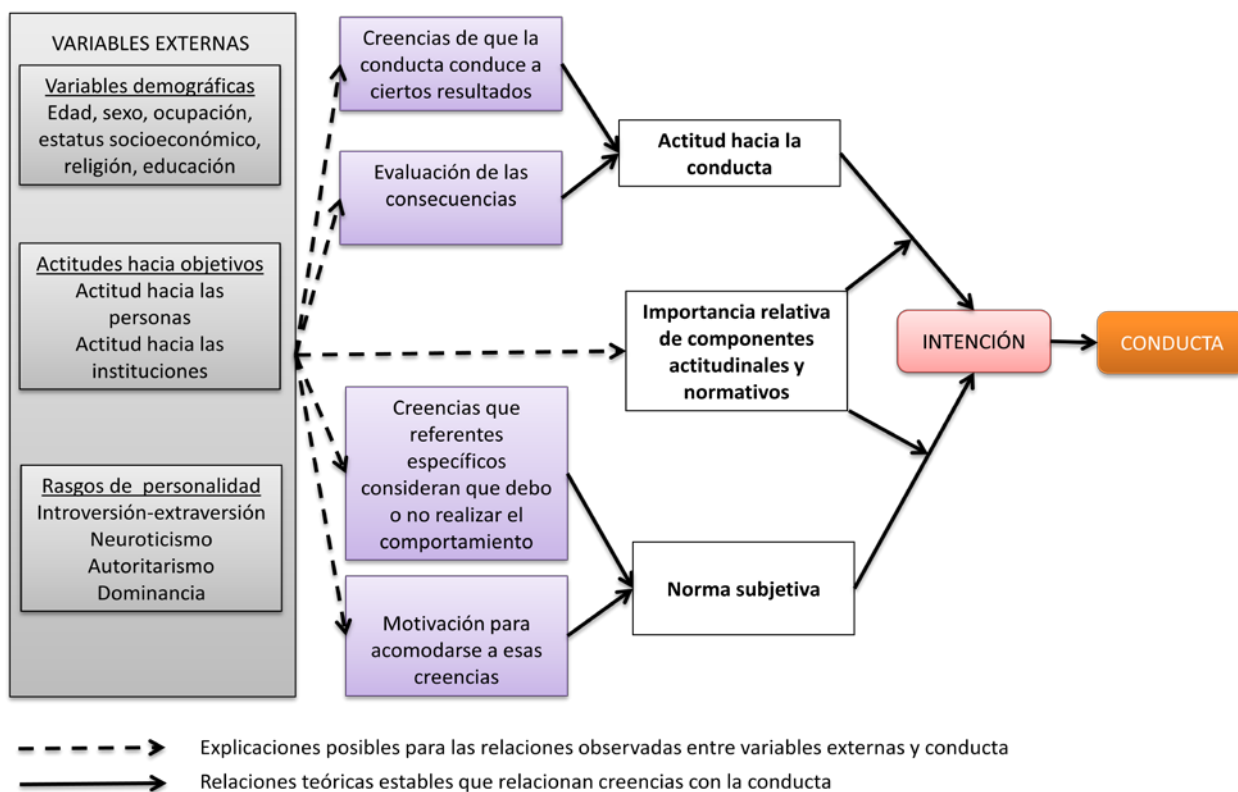 VARIABLES EXTERNAS
Variables demográficas
Edad, sexo, ocupación,
estatus socioeconómico,
religión, educación
Actitudes hacia objetivos
Actitud hacia las
personas
Actitud hacia las
instituciones
Rasgos de personalidad
Introversión-extraversión
Neuroticismo
Autoritarismo
Dominancia
Creencias de que la
conducta conduce a
ciertos resultados
Evaluación de las
consecuencias
Creencias que
referentes
específicos
consideran que debo
o no realizar el
comportamiento
Motivación para
acomodarse a esas
creencias
Actitud hacia la
conducta
Importancia relativa
de componentes
actitudinales y
normativos
Norma subjetiva
INTENCIÓN
CONDUCTA
Explicaciones posibles para las relaciones observadas entre variables externas y conducta
Relaciones teóricas estables que relacionan creencias con la conducta